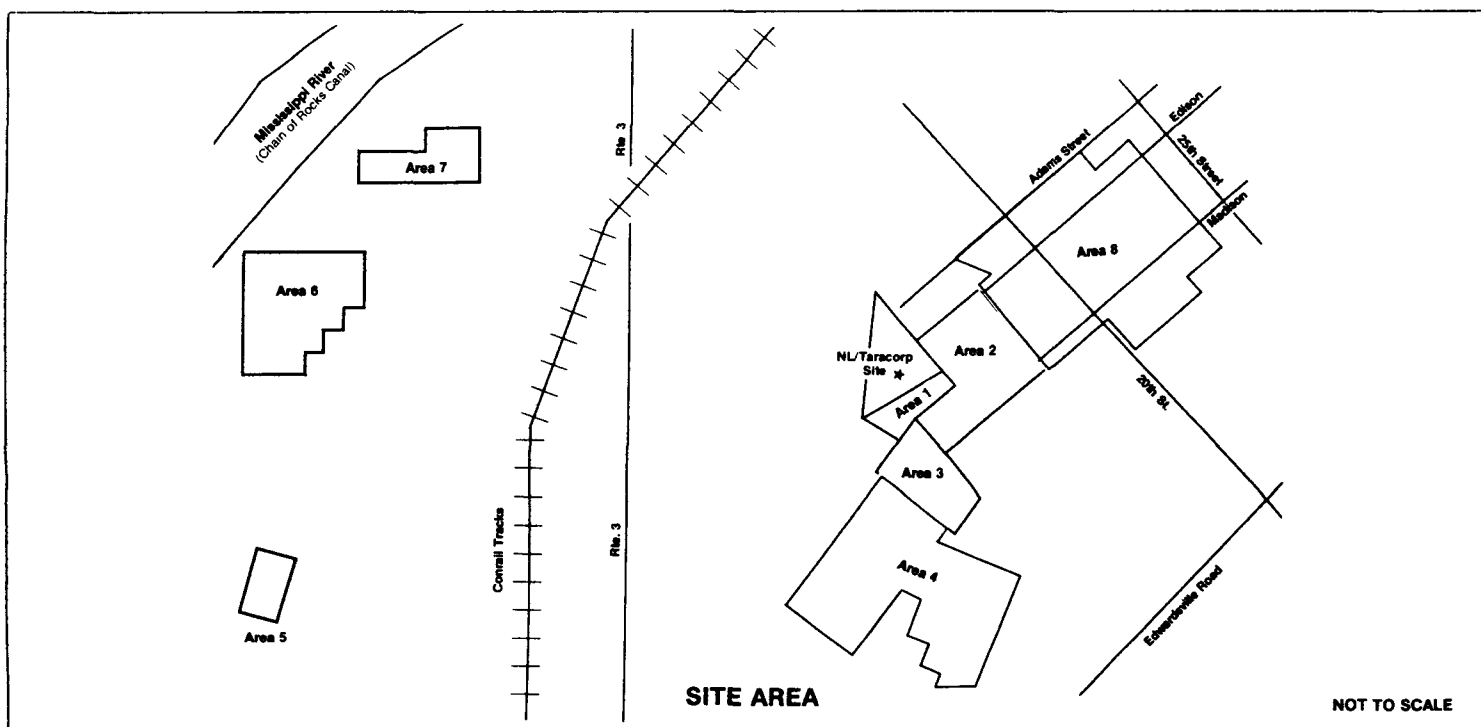 Mississippi River
(Chain of Rocks Canal)
Area 7
Rte. 3
Adams Street
Edison
25th Street
Madison
Area 8
Area 6
NL/Taracorp
Site
Area 2
Area 1
20th St.
Area 3
Conrail Tracks
Rte. 3
Area 4
Edwardsville Road
Area 5
SITE AREA
NOT TO SCALE